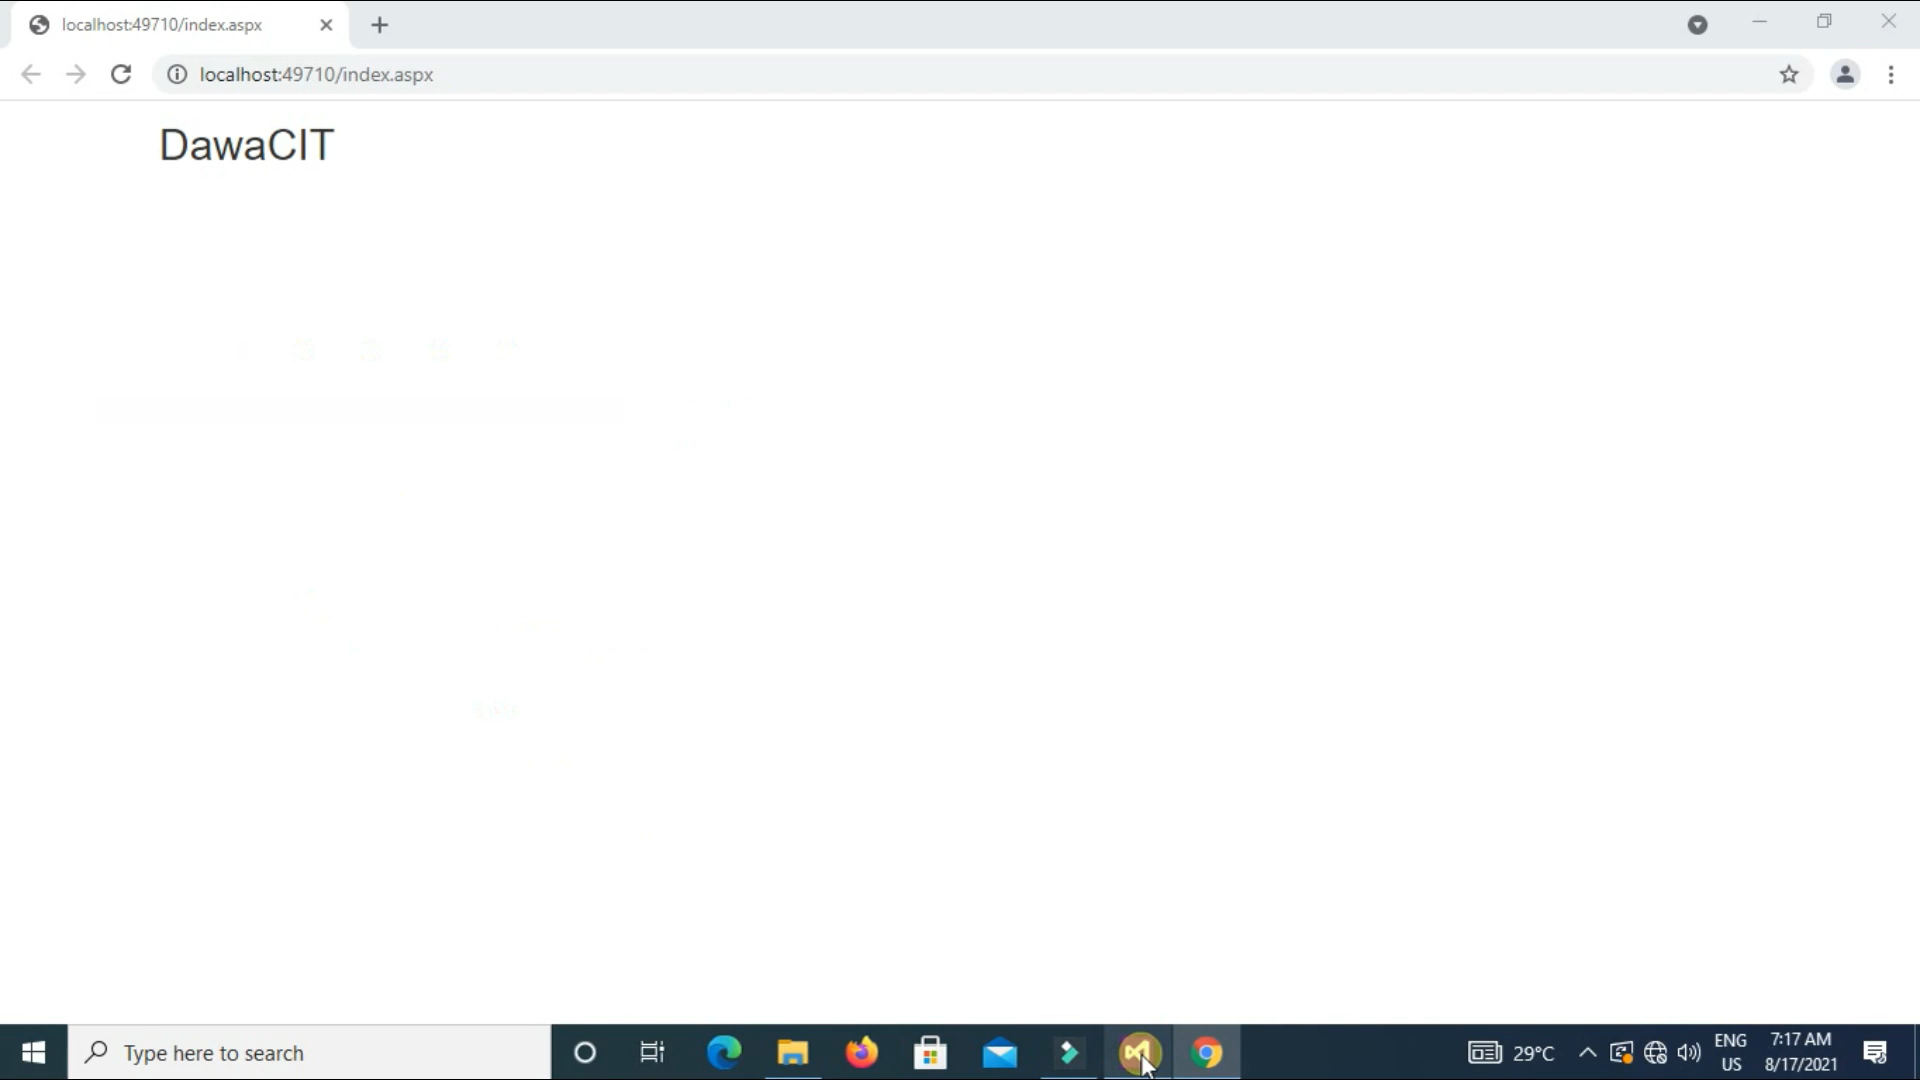 localhost:49710/index.aspx
localhost:49710/index.aspx
DawaCIT
Type here to search
29°C
ENG
US
7:17 AM
8/17/2021